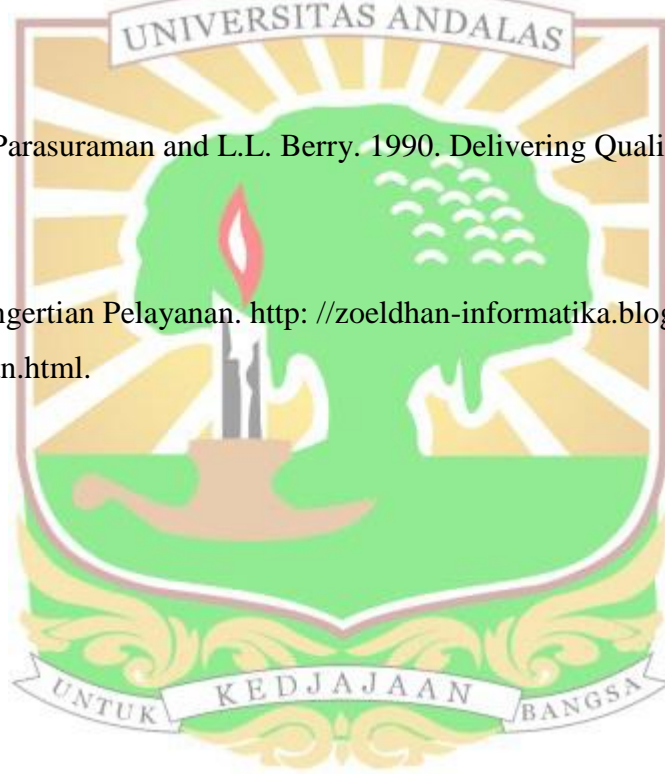 UNIVERSITAS ANDALAS
Parasuraman and L.L. Berry. 1990. Delivering Quali
ngertian Pelayanan. http: //zoeldhan-informatika.blog
n.html.
UNTUK KEDJAJAAN BANGSA